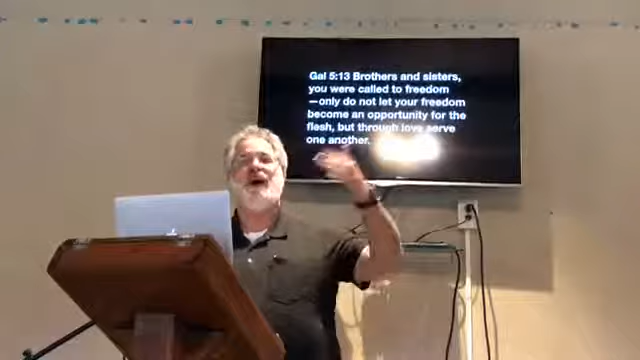 Gal 5:13 Brothers and sisters,
you were called to freedom
—only do not let your freedom
become an opportunity for the
flesh, but through love serve
one another.